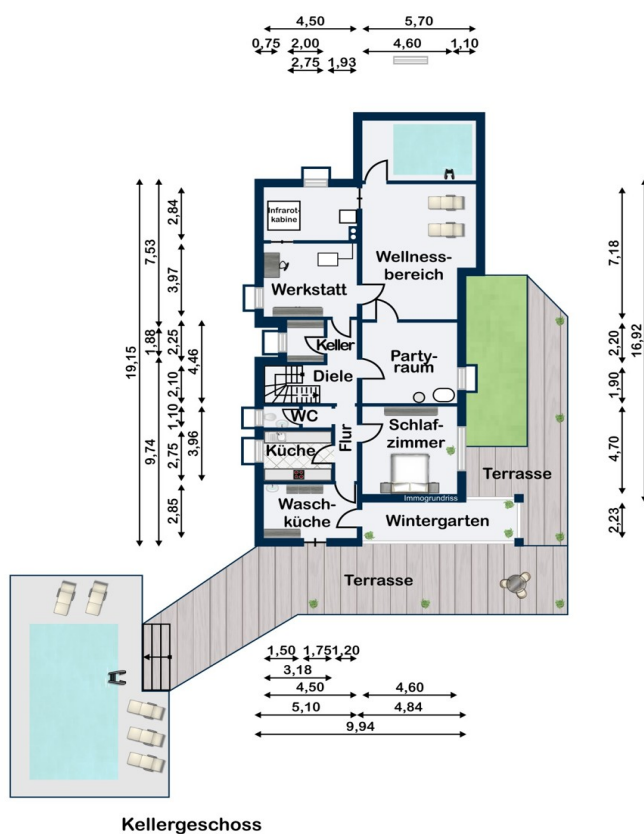 4,50 5,70
0,75 2,00 4,60 1,10
2,75 1,93
19,15
7,53
1,88
9,74
2,84
3,97
2,25
2,10
1,10
2,75
2,85
4,46
3,96
Infrarot-
kabine
Wellness-
bereich
Werkstatt
Keller
Party-
raum
Diele
WC
Flur
Schlaf-
zimmer
Küche
Immogrundriss
Wasch-
küche
Wintergarten
Terrasse
Terrasse
7,18
2,20
1,90
4,70
2,23
16,92
1,50 1,75 1,20
3,18
4,50 4,60
5,10 4,84
9,94
Kellergeschoss